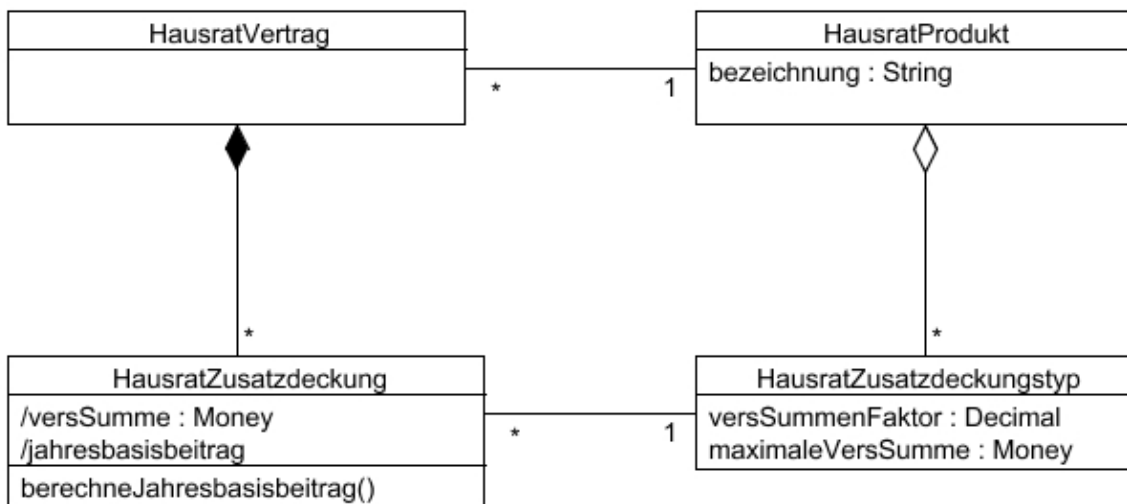 HausratVertrag
HausratProdukt
bezeichnung : String
*
1
*
*
HausratZusatzdeckung
/versSumme : Money
/jahresbasisbeitrag
berechneJahresbasisbeitrag()
*
1
HausratZusatzdeckungstyp
versSummenFaktor : Decimal
maximaleVersSumme : Money